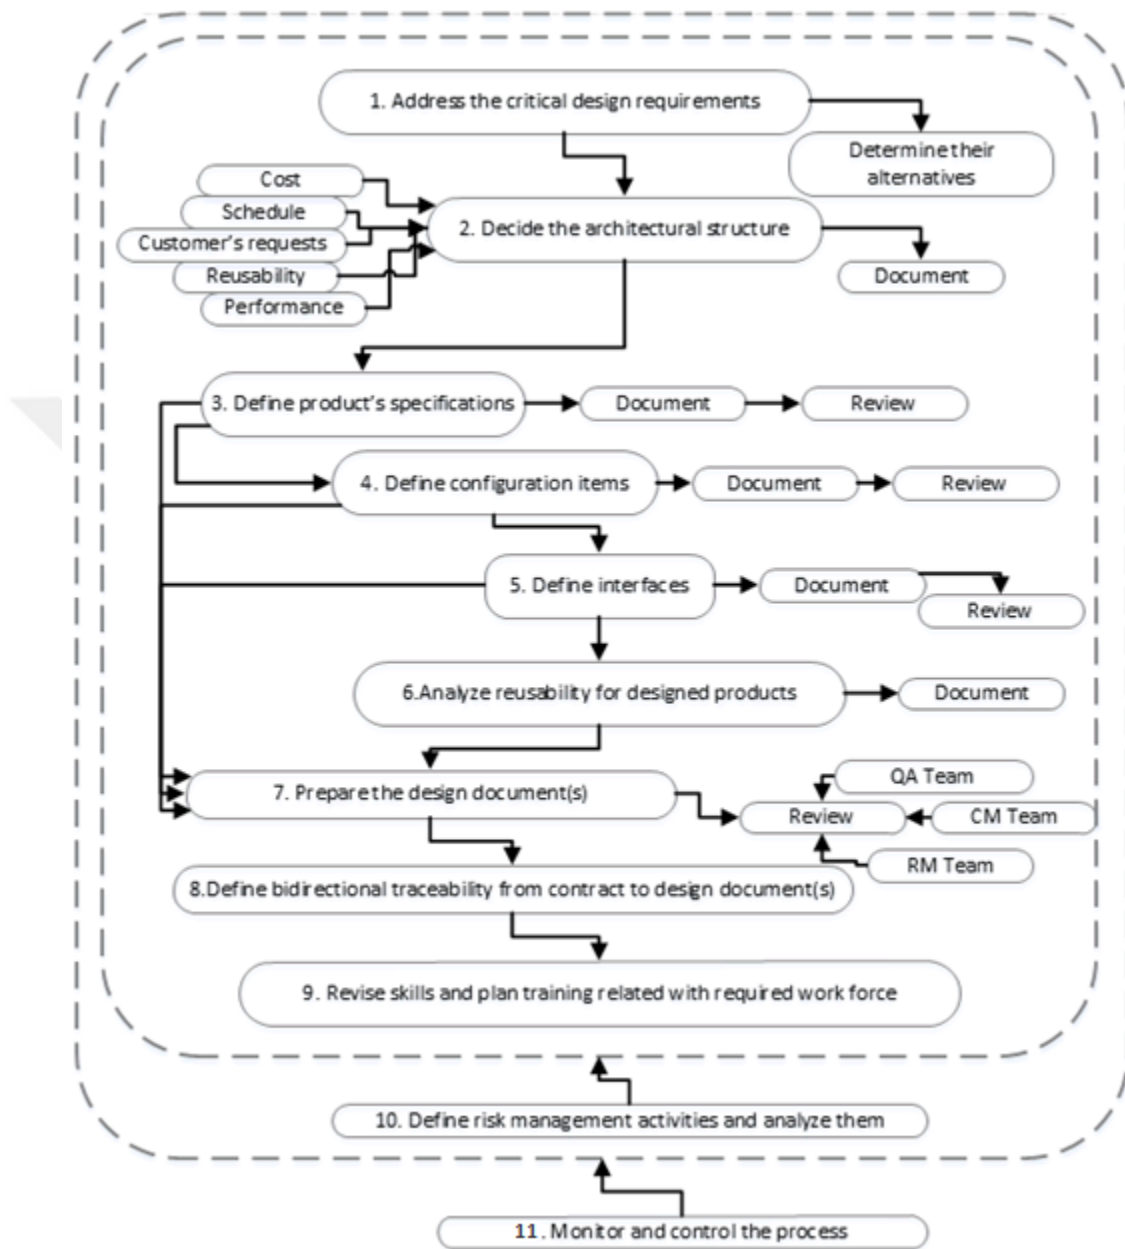 1. Address the critical design requirements
Determine their
alternatives
Cost
Schedule
Customer's requests
Reusability
Performance
2. Decide the architectural structure
Document
3. Define product's specifications
Document
Review
4. Define configuration items
Document
Review
5. Define interfaces
Document
Review
6.Analyze reusability for designed products
Document
7. Prepare the design document(s)
Review
QA Team
CM Team
RM Team
8.Define bidirectional traceability from contract to design document(s)
9. Revise skills and plan training related with required work force
10. Define risk management activities and analyze them
11. Monitor and control the process